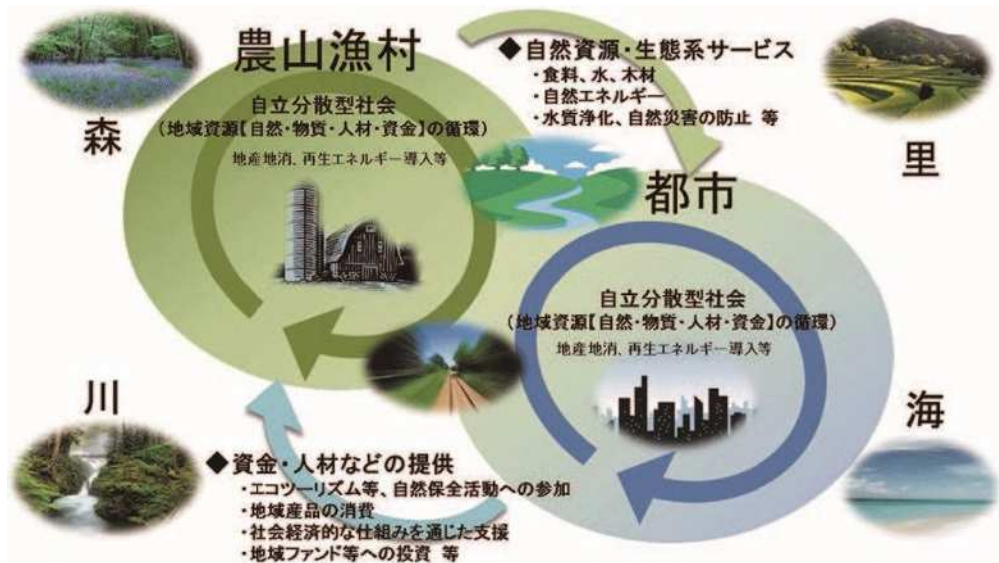 農山漁村
自立分散型社会
(地域資源【自然・物質・人材・資金】の循環)
地産地消、再生エネルギー導入等
森
◆自然資源・生態系サービス
・食料、水、木材
・自然エネルギー
・水質浄化、自然災害の防止 等
里
都市
自立分散型社会
(地域資源【自然・物質・人材・資金】の循環)
地産地消、再生エネルギー導入等
川
◆資金・人材などの提供
・エコツーリズム等、自然保全活動への参加
・地域産品の消費
・社会経済的な仕組みを通じた支援
・地域ファンド等への投資 等
海